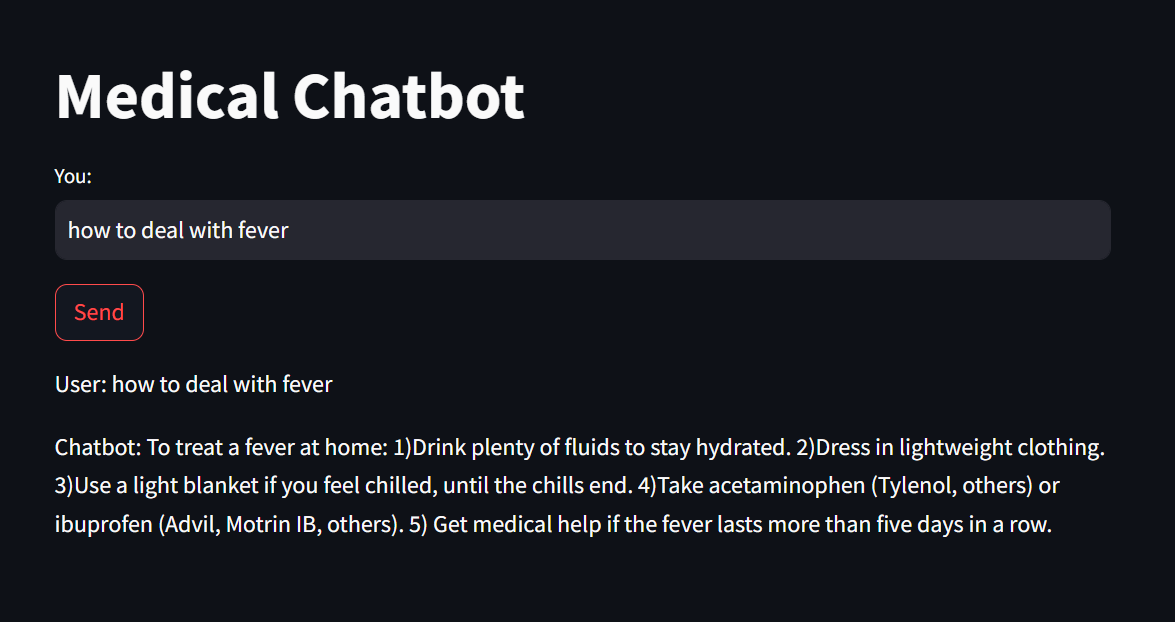 Medical Chatbot
You:
how to deal with fever
Send
User: how to deal with fever
Chatbot: To treat a fever at home: 1)Drink plenty of fluids to stay hydrated. 2)Dress in lightweight clothing.
3)Use a light blanket if you feel chilled, until the chills end. 4)Take acetaminophen (Tylenol, others) or
ibuprofen (Advil, Motrin IB, others). 5) Get medical help if the fever lasts more than five days in a row.